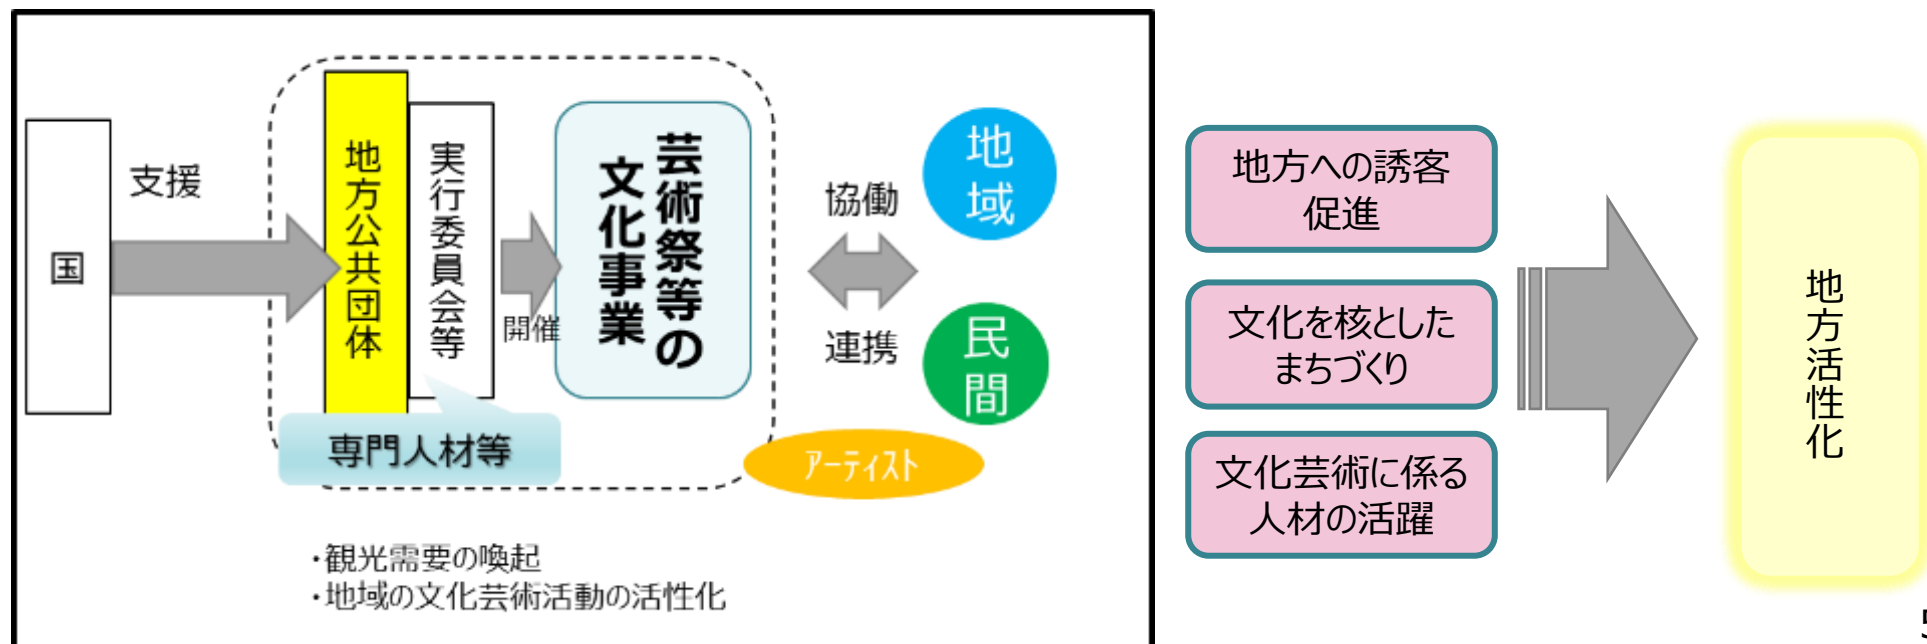 国
支援
地方公共団体
実行委員会等
専門人材等
開催
芸術祭等の
文化事業
協働
連携
地域
民間
アーティスト
・観光需要の喚起
・地域の文化芸術活動の活性化
地方への誘客
促進
文化を核とした
まちづくり
文化芸術に係る
人材の活躍
地方活性化